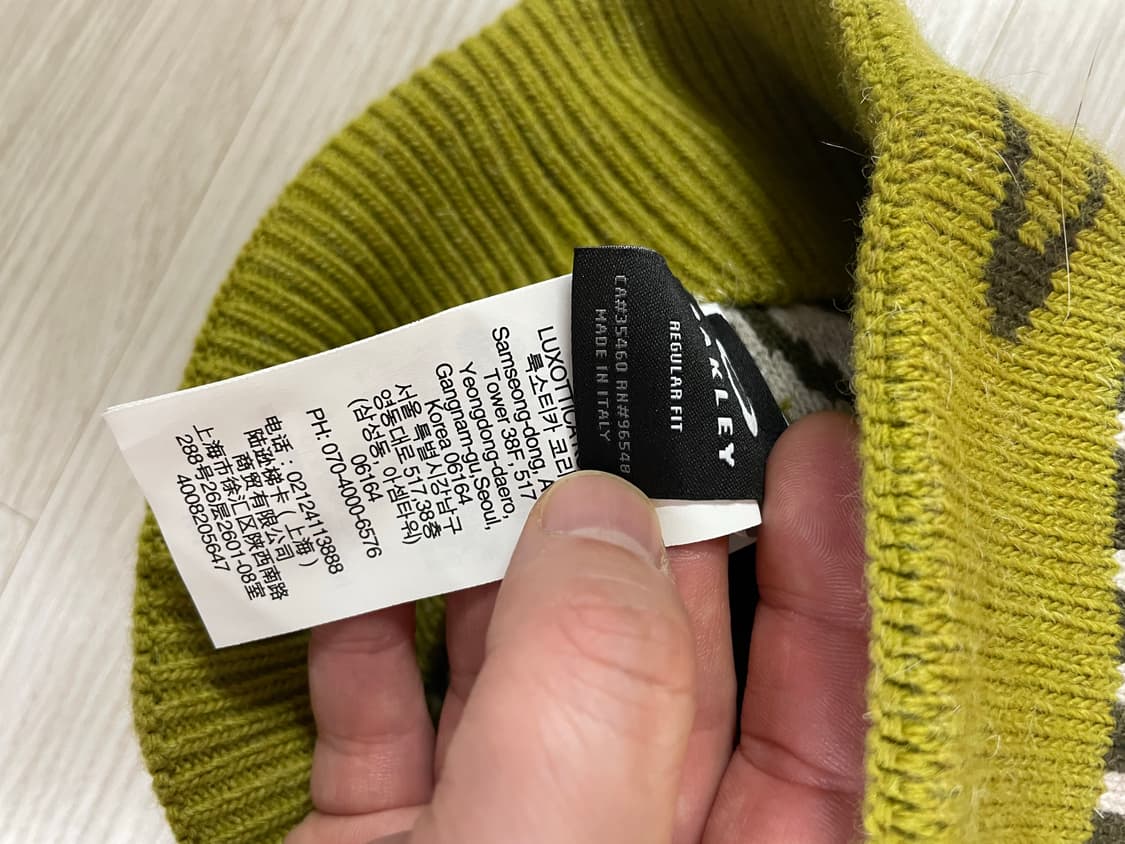 OAKLEY
REGULAR FIT
CA#35460 RN#96548
MADE IN ITALY
LUXOTTICA
룩소티카 코리
Samseong-dong,
Tower 38F, 517
Yeongdong-daero,
Gangnam-gu Seoul,
Korea 06164
서울특별시강남구
영동대로 517,38층
(삼성동, 아셈타워)
06164
PH: 070-4000-6576
电话：02124113888
陆逊梯卡（上海）
商贸有限公司
上海市徐汇区陕西南路
288号26层2601-08室
4008205647